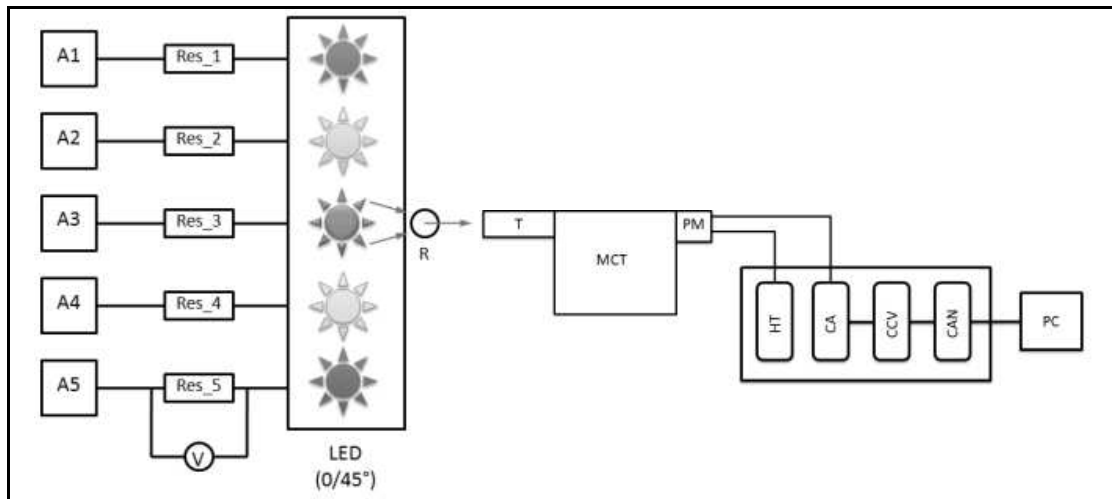 A1
Res_1
A2
Res_2
A3
Res_3
R
T
MCT
PM
A4
Res_4
HT
CA
CCV
CAN
PC
A5
Res_5
V
LED
(0/45°)